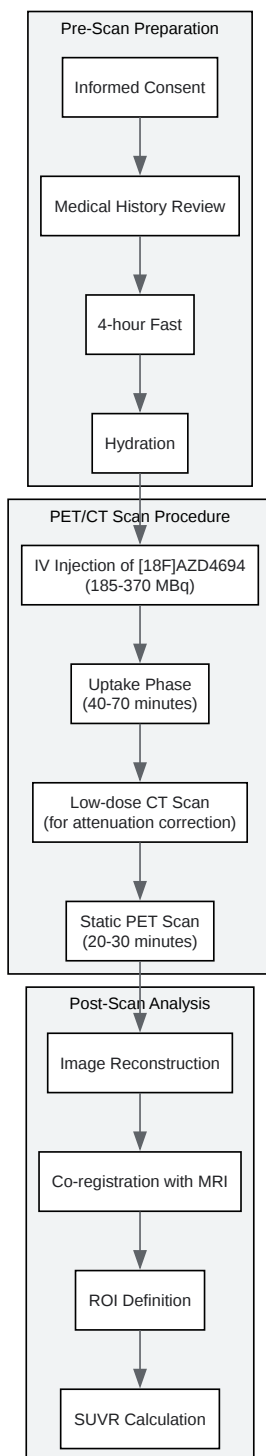 Pre-Scan Preparation
Informed Consent
Medical History Review
4-hour Fast
Hydration
PET/CT Scan Procedure
IV Injection of [18F]AZD4694
(185-370 MBq)
Uptake Phase
(40-70 minutes)
Low-dose CT Scan
(for attenuation correction)
Static PET Scan
(20-30 minutes)
Post-Scan Analysis
Image Reconstruction
Co-registration with MRI
ROI Definition
SUVR Calculation